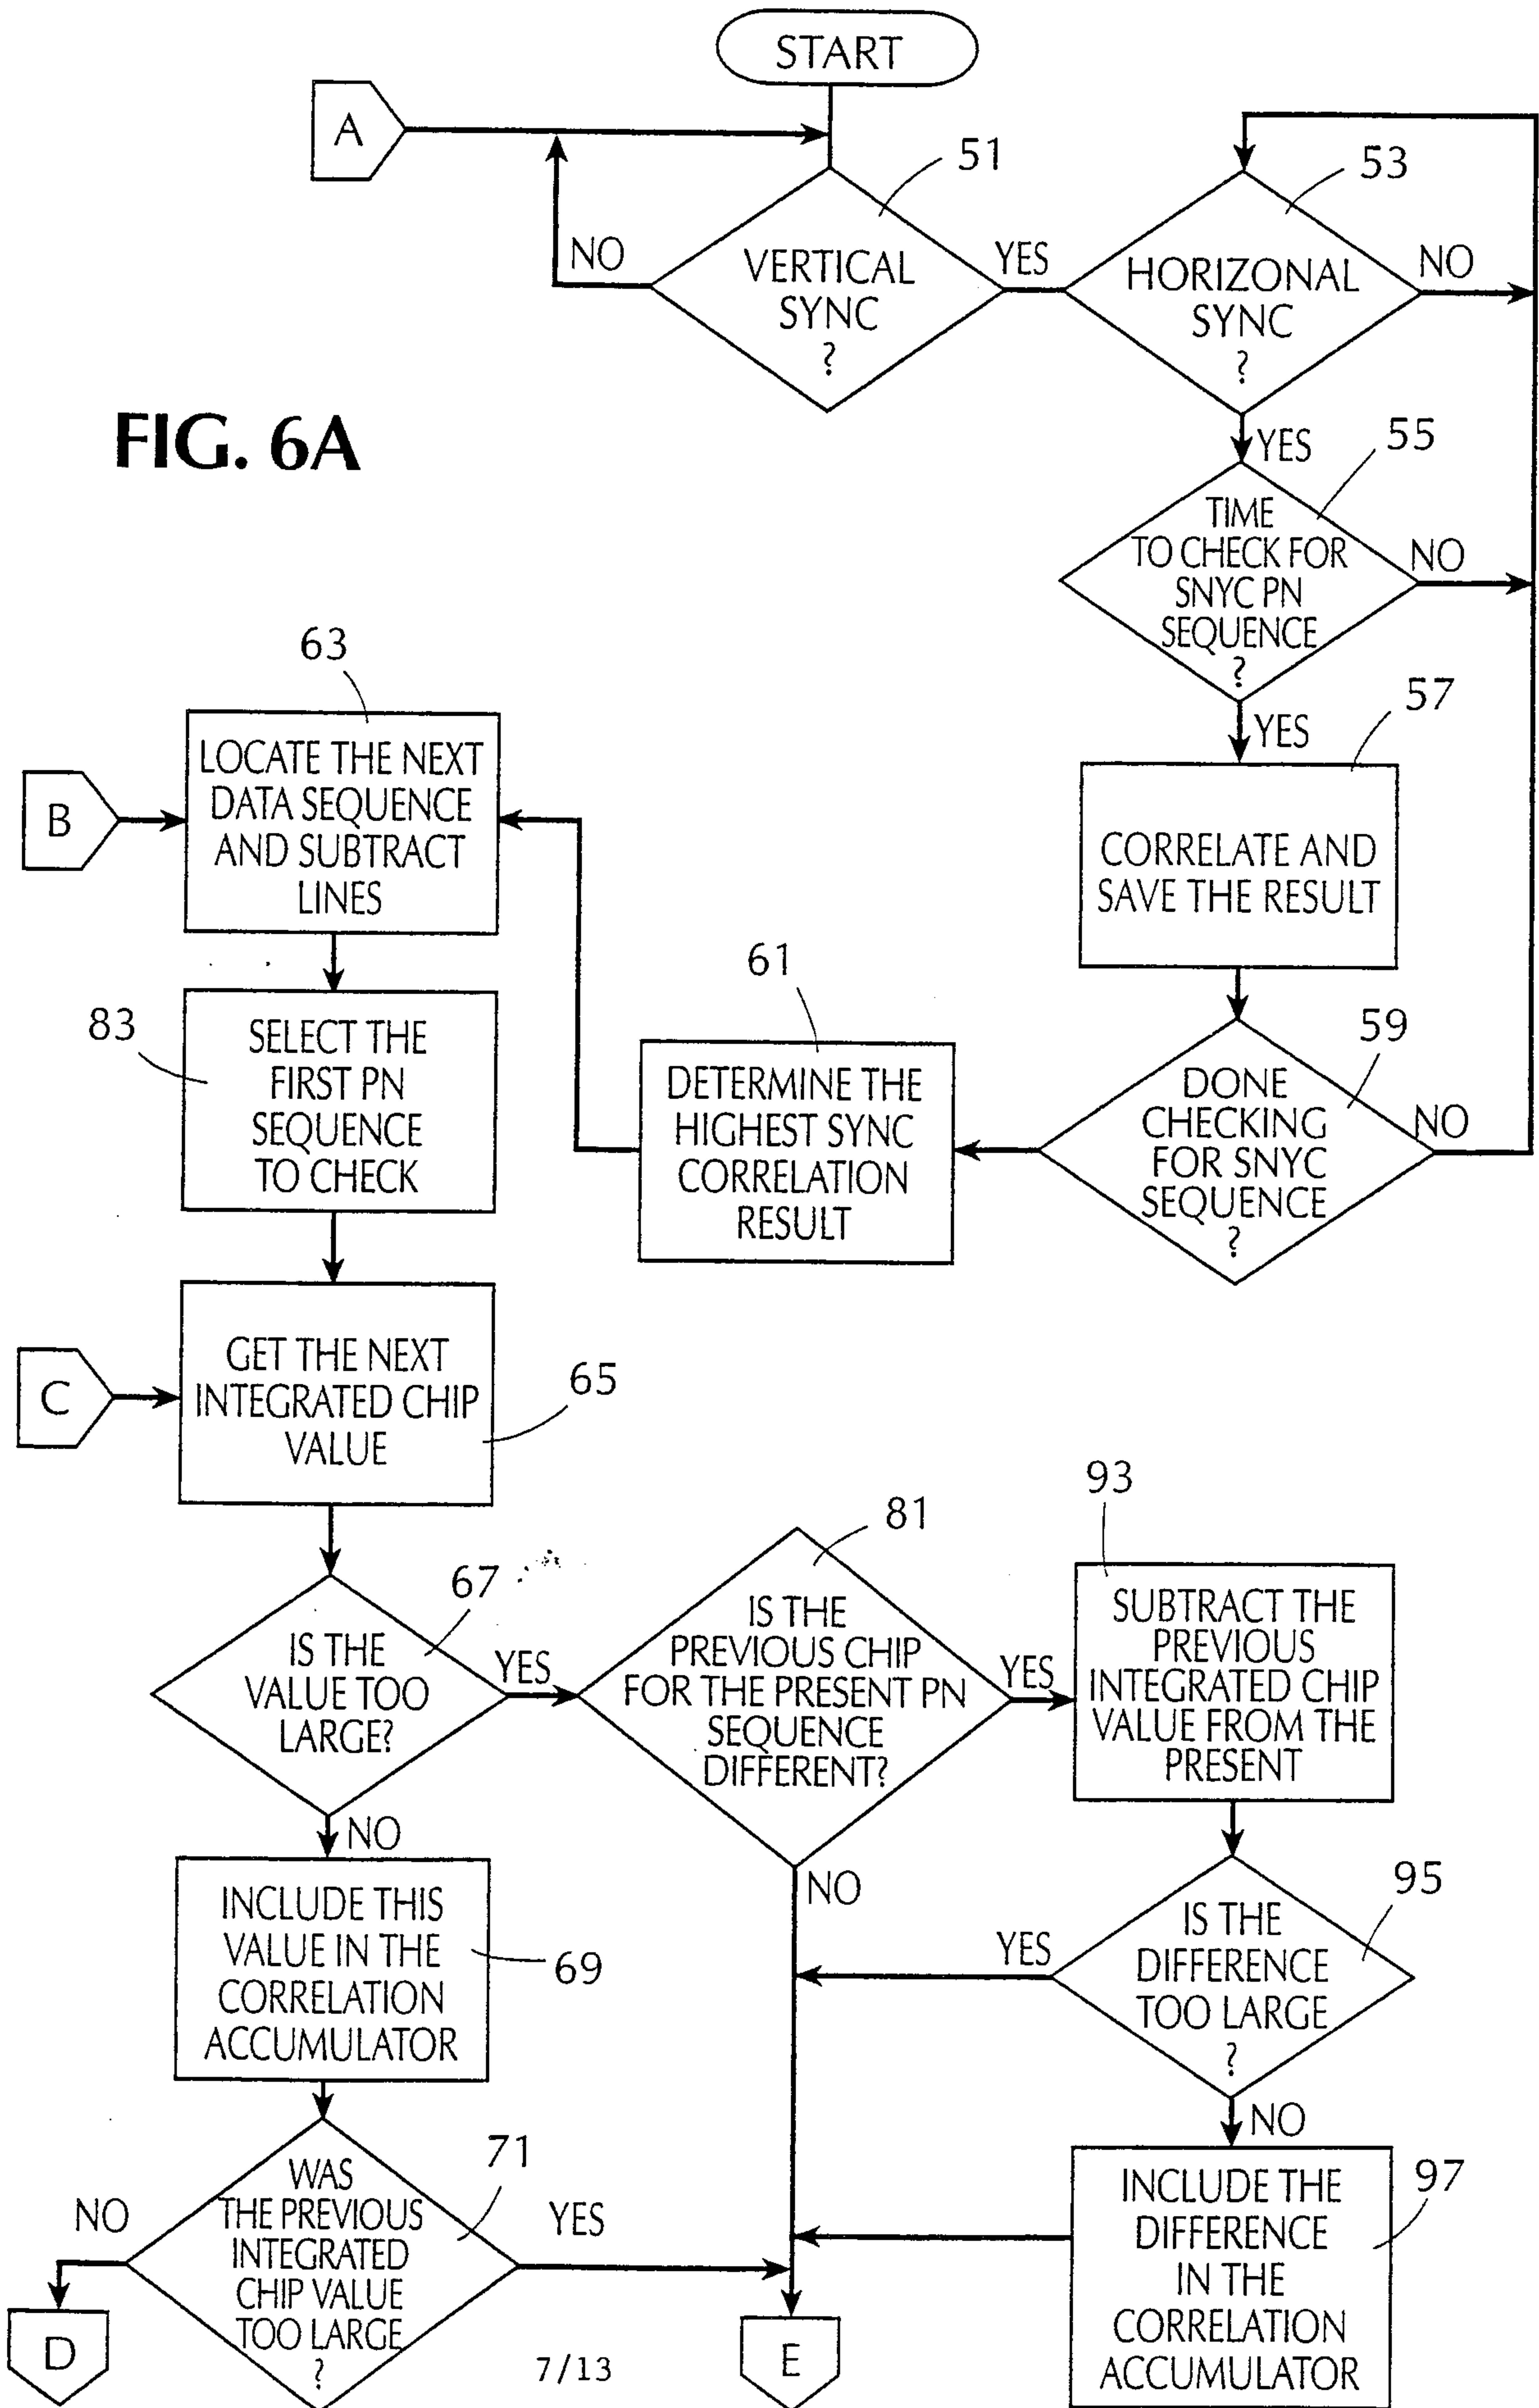 START
A
51
53
NO
VERTICAL
SYNC
?
YES
HORIZONAL
SYNC
?
NO
FIG. 6A
YES
55
TIME
TO CHECK FOR
SNYC PN
SEQUENCE
?
NO
YES
57
63
LOCATE THE NEXT
DATA SEQUENCE
AND SUBTRACT
LINES
B
CORRELATE AND
SAVE THE RESULT
61
83
SELECT THE
FIRST PN
SEQUENCE
TO CHECK
DETERMINE THE
HIGHEST SYNC
CORRELATION
RESULT
59
DONE
CHECKING
FOR SNYC
SEQUENCE
?
NO
C
GET THE NEXT
INTEGRATED CHIP
VALUE
65
67
IS THE
VALUE TOO
LARGE?
YES
81
IS THE
PREVIOUS CHIP
FOR THE PRESENT PN
SEQUENCE
DIFFERENT?
YES
93
SUBTRACT THE
PREVIOUS
INTEGRATED CHIP
VALUE FROM THE
PRESENT
NO
INCLUDE THIS
VALUE IN THE
CORRELATION
ACCUMULATOR
69
NO
YES
95
IS THE
DIFFERENCE
TOO LARGE
?
NO
71
WAS
THE PREVIOUS
INTEGRATED
CHIP VALUE
TOO LARGE
?
NO
YES
97
INCLUDE THE
DIFFERENCE
IN THE
CORRELATION
ACCUMULATOR
D
7/13
E